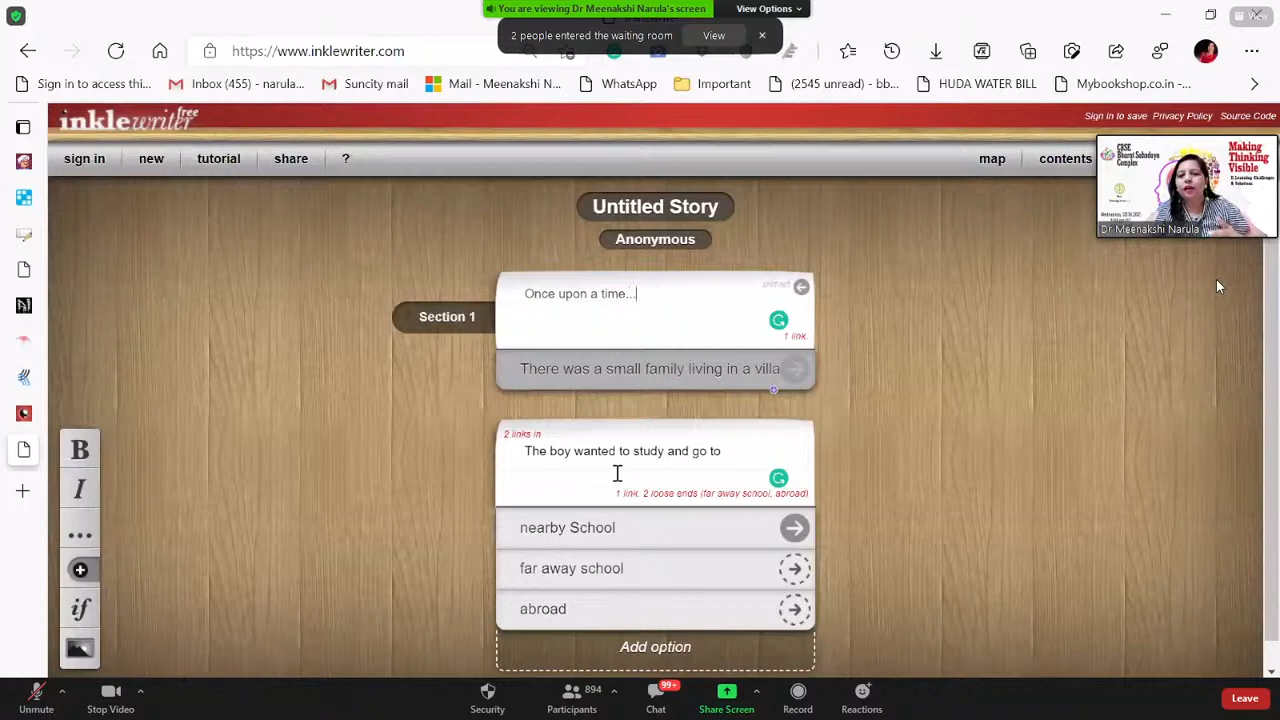 You are viewing Dr Meenakshi Narula's screen
View Options
2 people entered the waiting room
View
View
https://www.inklewriter.com
Sign in to access thi...
Inbox (455) - narula...
Suncity mail
Mail - Meenakshi N...
WhatsApp
Important
(2545 unread) - bb...
HUDA WATER BILL
Mybookshop.co.in -...
inklewriter free
Sign in to save
Privacy Policy
Source Code
sign in
new
tutorial
share
?
map
contents
CBSE
Bharat Sahodaya
Complex
Making
Thinking
Visible
Dr Meenakshi Narula
Untitled Story
Anonymous
Section 1
Once upon a time...
1 link.
There was a small family living in a villa
2 links in
The boy wanted to study and go to
1 link. 2 loose ends (far away school, abroad)
nearby School
far away school
abroad
Add option
B
I
...
if
Unmute
Stop Video
Security
894
Participants
99+
Chat
Share Screen
Record
Reactions
Leave